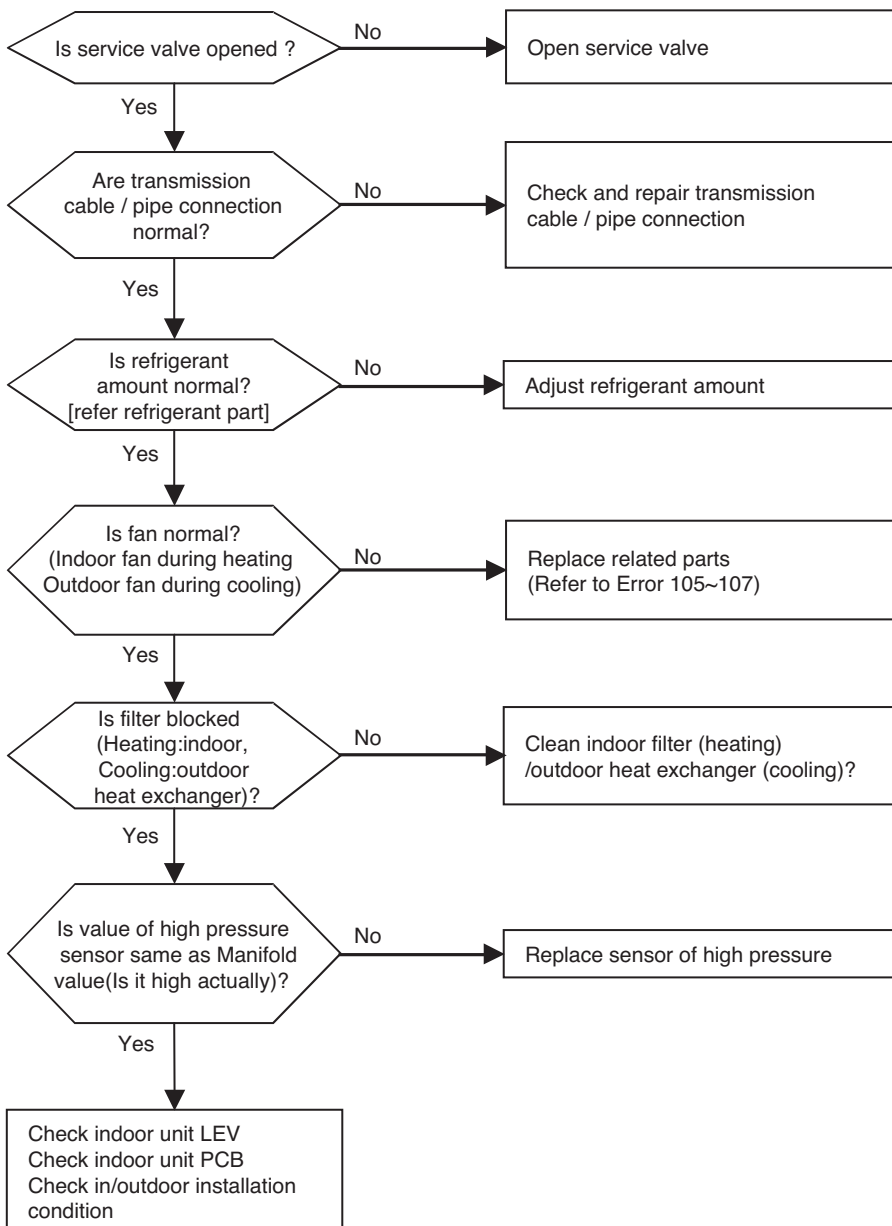 Is service valve opened ?
No
Open service valve
Yes
Are transmission
cable / pipe connection
normal?
No
Check and repair transmission
cable / pipe connection
Yes
Is refrigerant
amount normal?
[refer refrigerant part]
No
Adjust refrigerant amount
Yes
Is fan normal?
(Indoor fan during heating
Outdoor fan during cooling)
No
Replace related parts
(Refer to Error 105~107)
Yes
Is filter blocked
(Heating:indoor,
Cooling:outdoor
heat exchanger)?
No
Clean indoor filter (heating)
/outdoor heat exchanger (cooling)?
Yes
Is value of high pressure
sensor same as Manifold
value(Is it high actually)?
No
Replace sensor of high pressure
Yes
Check indoor unit LEV
Check indoor unit PCB
Check in/outdoor installation
condition